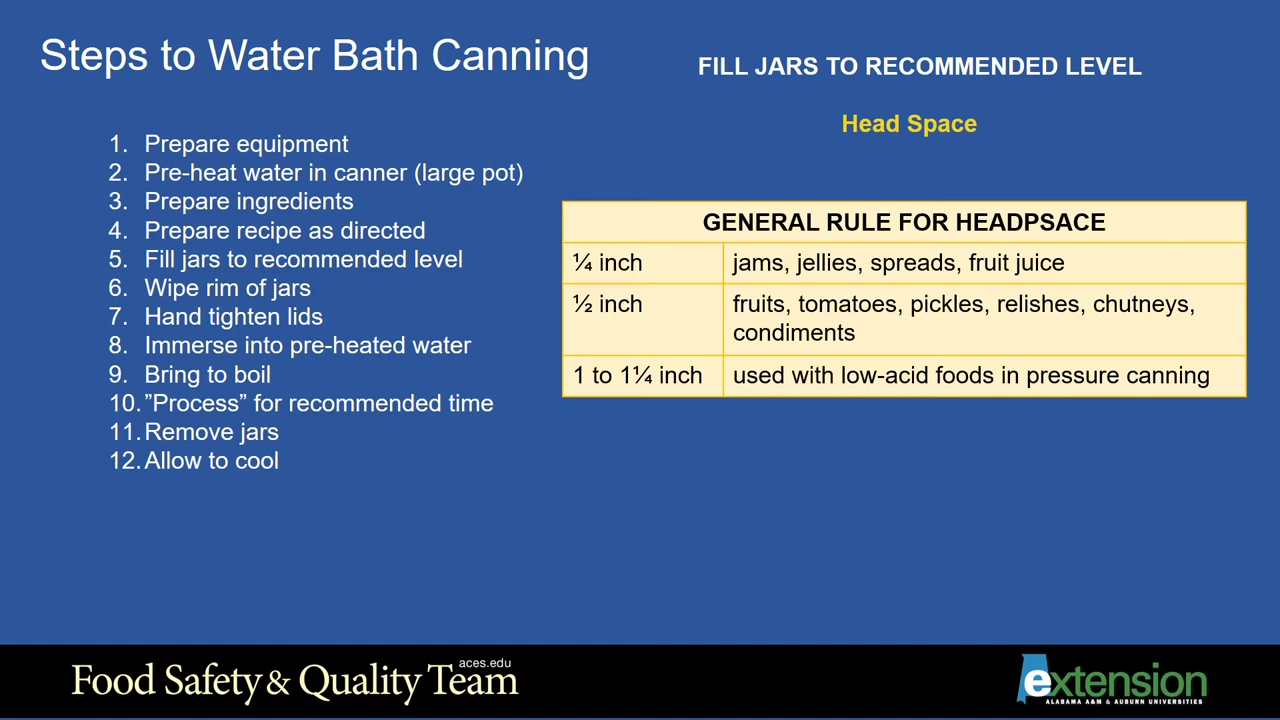 Steps to Water Bath Canning
1. Prepare equipment
2. Pre-heat water in canner (large pot)
3. Prepare ingredients
4. Prepare recipe as directed
5. Fill jars to recommended level
6. Wipe rim of jars
7. Hand tighten lids
8. Immerse into pre-heated water
9. Bring to boil
10. ”Process” for recommended time
11. Remove jars
12. Allow to cool
FILL JARS TO RECOMMENDED LEVEL
Head Space
GENERAL RULE FOR HEADPSACE
¼ inch jams, jellies, spreads, fruit juice
½ inch fruits, tomatoes, pickles, relishes, chutneys,
condiments
1 to 1¼ inch used with low-acid foods in pressure canning
aces.edu
Food Safety & Quality Team
extension
ALABAMA A&M & AUBURN UNIVERSITIES